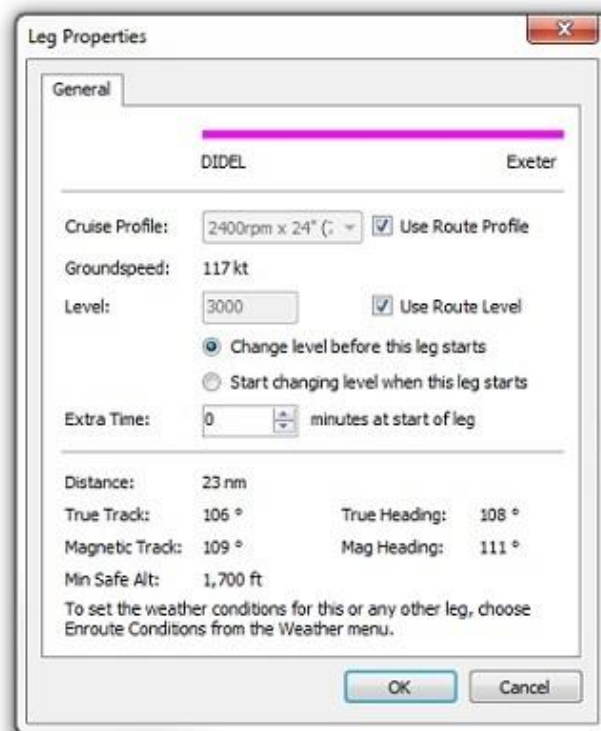 Leg Properties
General
DIDEL Exeter
Cruise Profile: 2400rpm x 24" (: Use Route Profile
Groundspeed: 117 kt
Level: 3000 Use Route Level
Change level before this leg starts
Start changing level when this leg starts
Extra Time: 0 minutes at start of leg
Distance: 23 nm
True Track: 106 ° True Heading: 108 °
Magnetic Track: 109 ° Mag Heading: 111 °
Min Safe Alt: 1,700 ft
To set the weather conditions for this or any other leg, choose
Enroute Conditions from the Weather menu.
OK Cancel